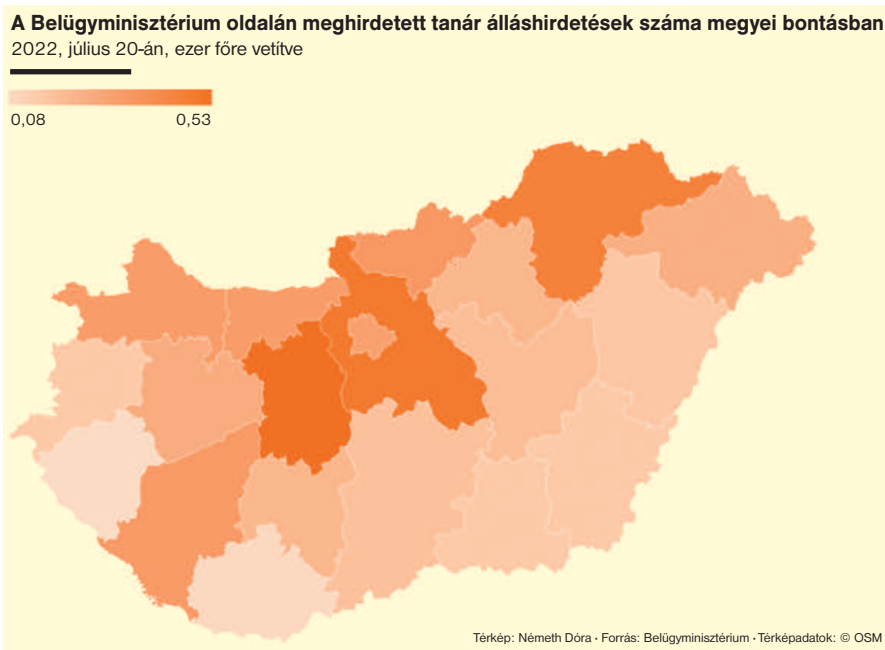 A Belügyminisztérium oldalán meghirdetett tanár álláshirdetések száma megyei bontásban
2022, július 20-án, ezer főre vetítve
0,08 0,53
Térkép: Németh Dóra · Forrás: Belügyminisztérium · Térképadatok: © OSM